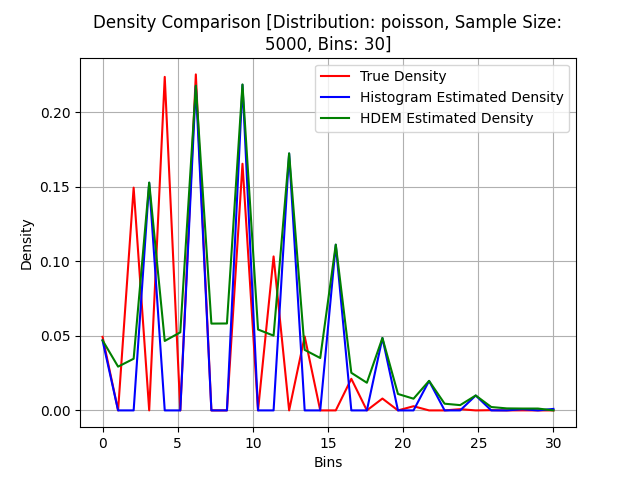 Density Comparison [Distribution: poisson, Sample Size:
5000, Bins: 30]
True Density
Histogram Estimated Density
HDEM Estimated Density
Density
0.20
0.15
0.10
0.05
0.00
0 5 10 15 20 25 30
Bins